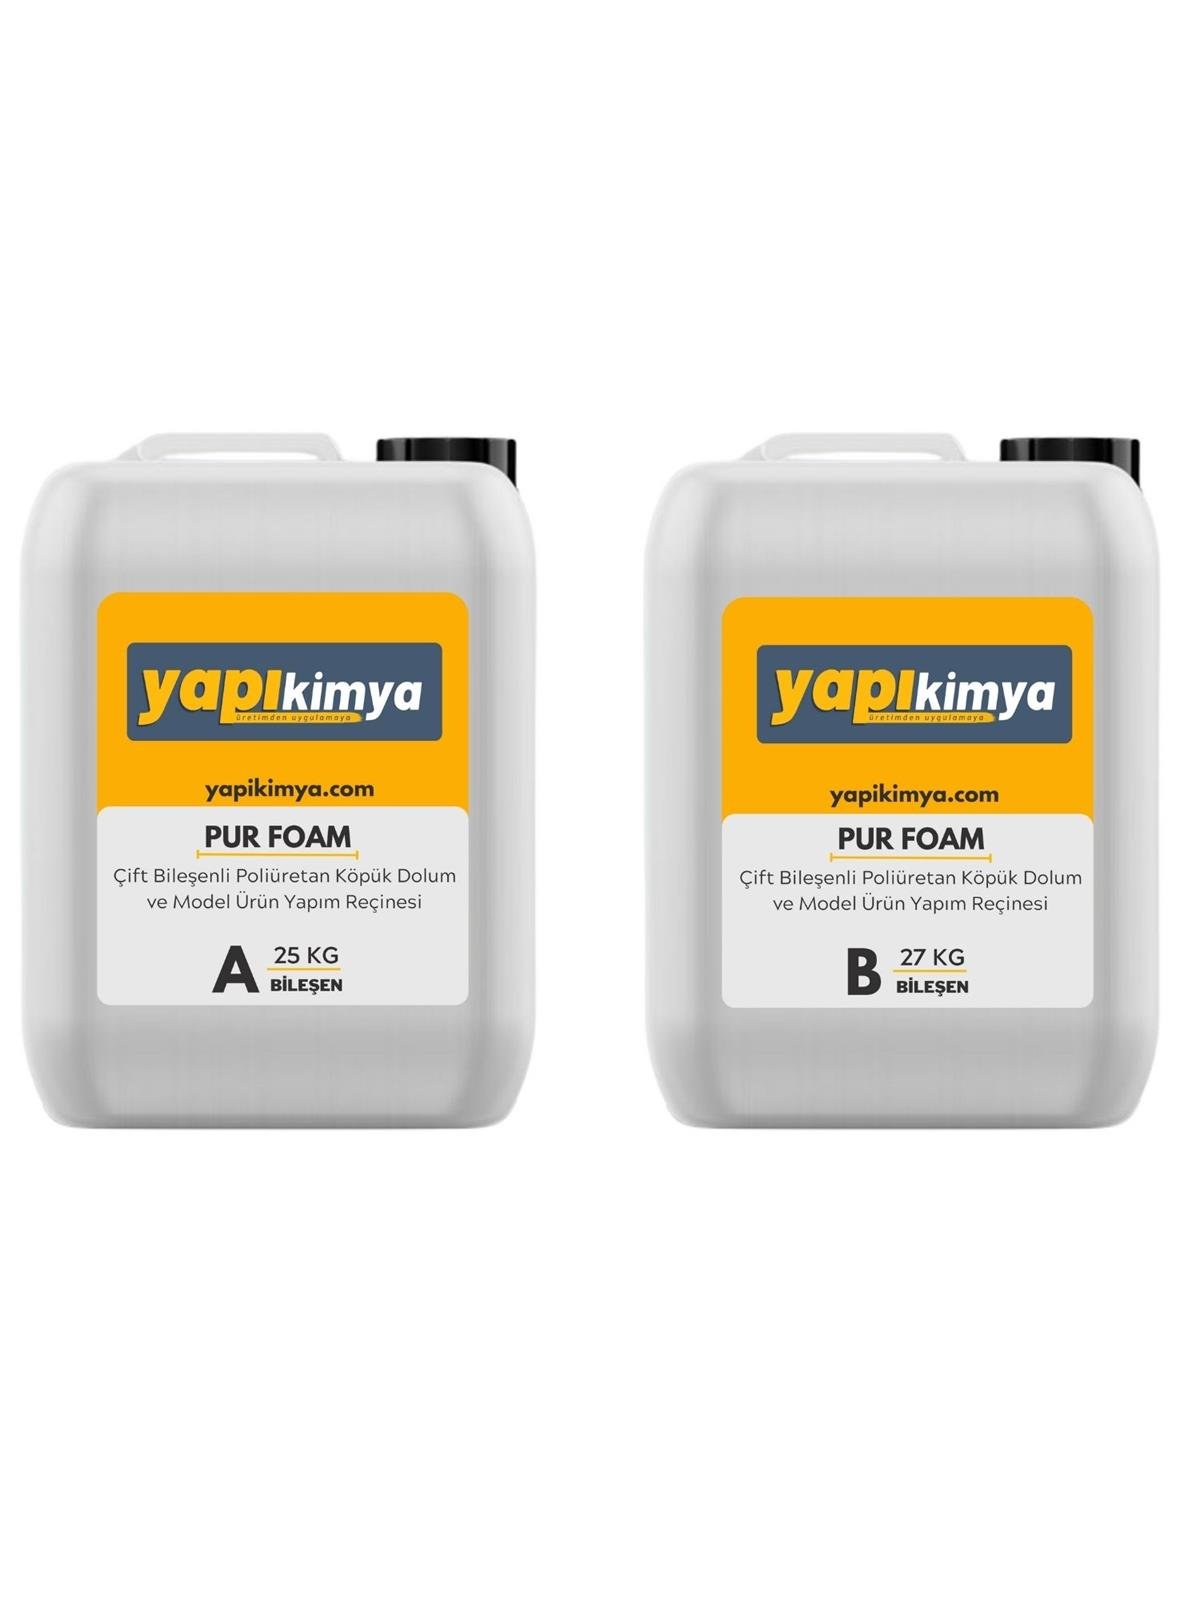 yapıkimya
üretimden uygulamaya
yapikimya.com
PUR FOAM
Çift Bileşenli Poliüretan Köpük Dolum
ve Model Ürün Yapım Reçinesi
A
25 KG
BİLEŞEN
yapıkimya
üretimden uygulamaya
yapikimya.com
PUR FOAM
Çift Bileşenli Poliüretan Köpük Dolum
ve Model Ürün Yapım Reçinesi
B
27 KG
BİLEŞEN